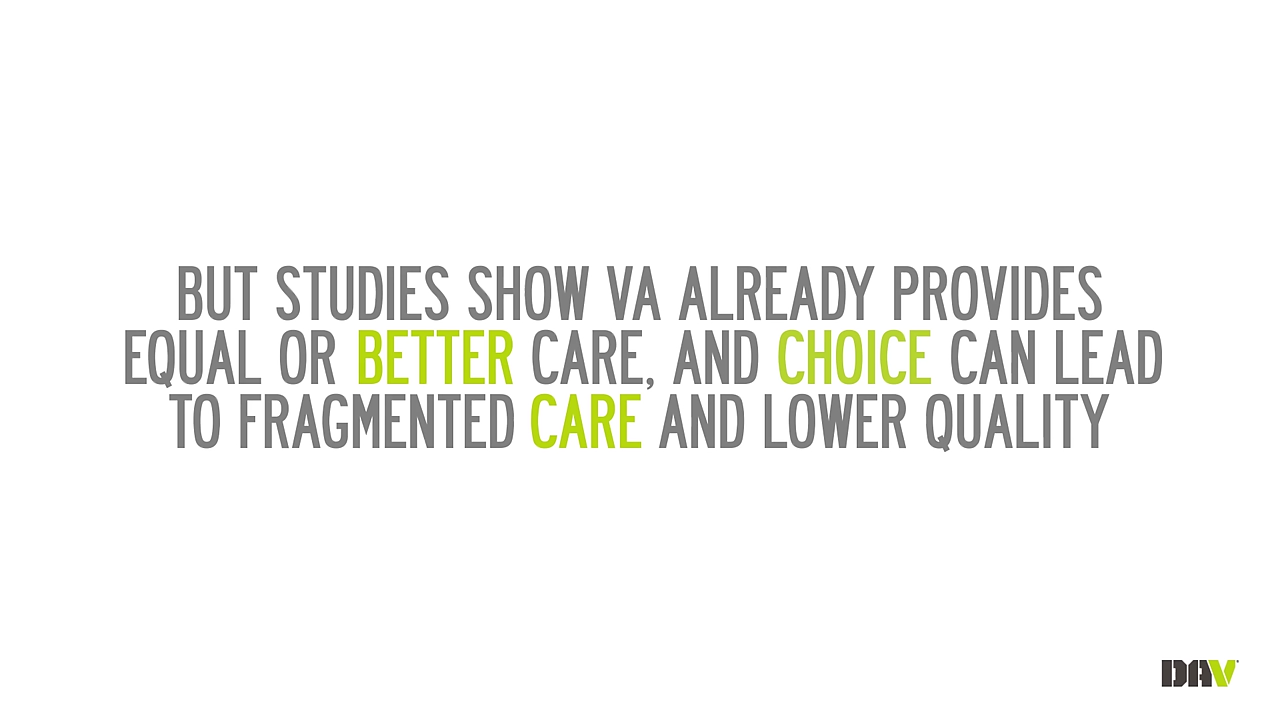 BUT STUDIES SHOW VA ALREADY PROVIDES
EQUAL OR BETTER CARE, AND CHOICE CAN LEAD
TO FRAGMENTED CARE AND LOWER QUALITY
DAV